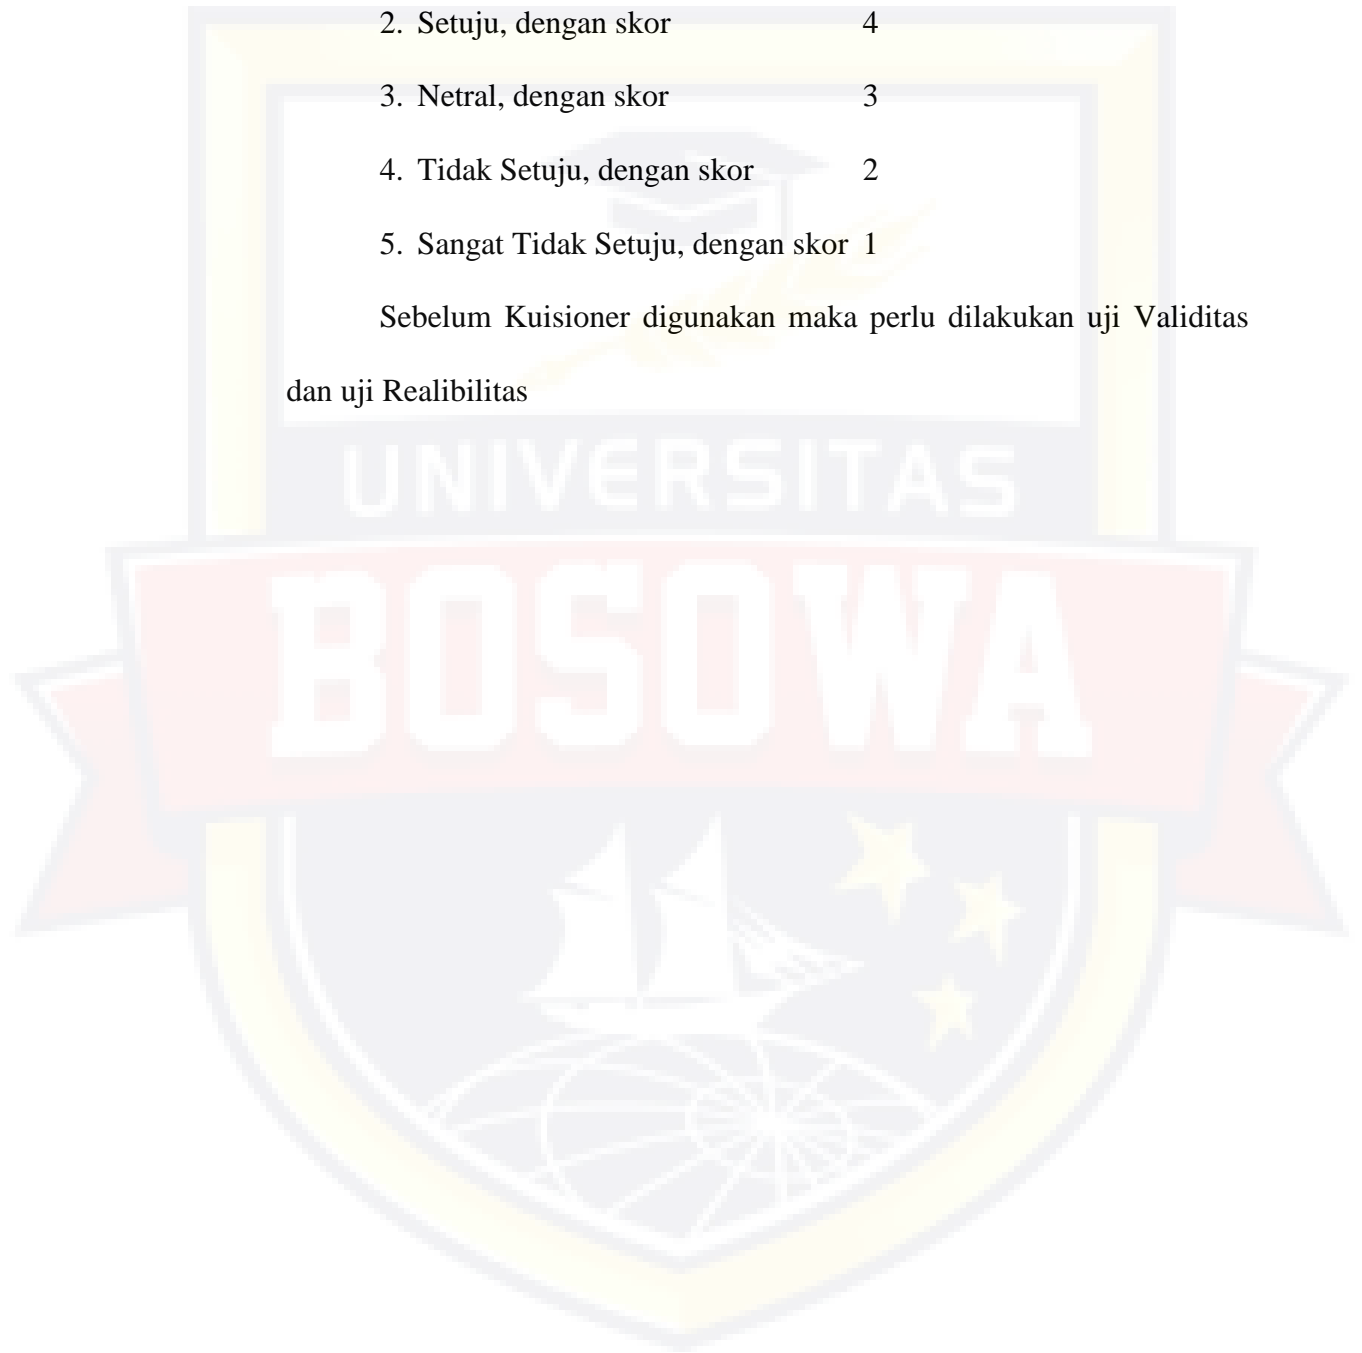 2. Setuju, dengan skor 4
3. Netral, dengan skor 3
4. Tidak Setuju, dengan skor 2
5. Sangat Tidak Setuju, dengan skor 1
Sebelum Kuisioner digunakan maka perlu dilakukan uji Validitas
dan uji Realibilitas
UNIVERSITAS
BOSOWA